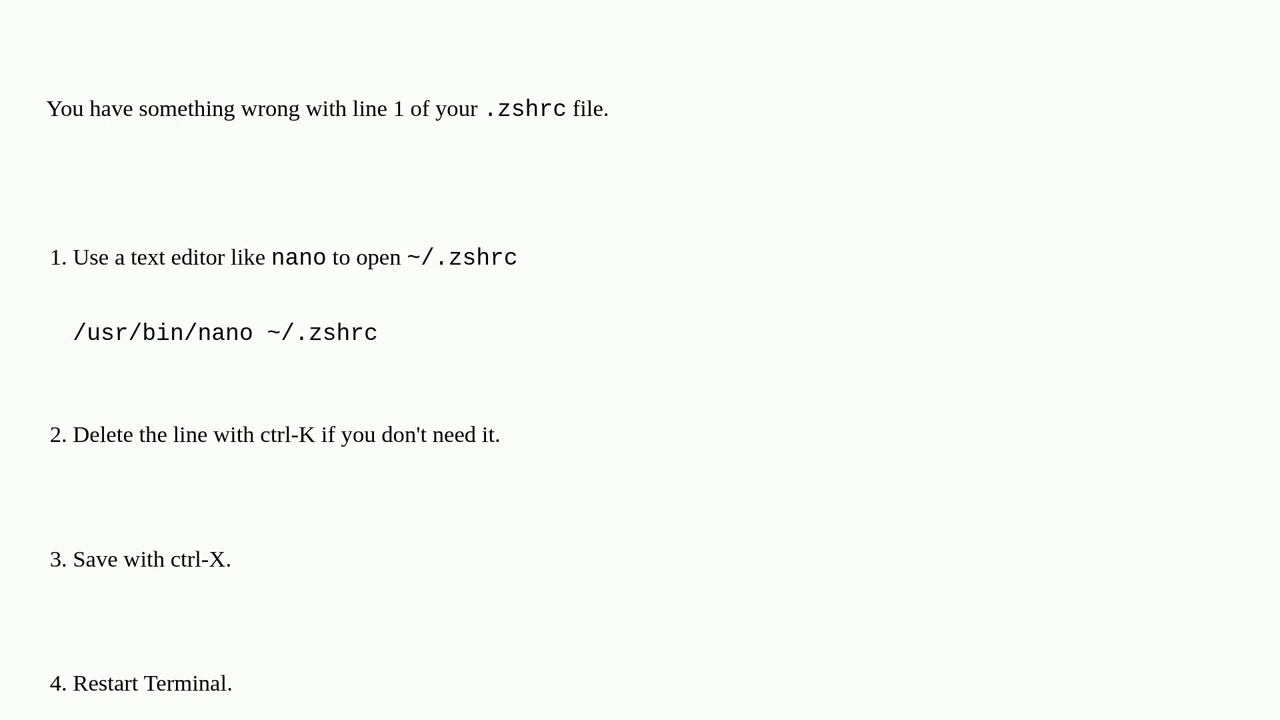 You have something wrong with line 1 of your .zshrc file.
1. Use a text editor like nano to open ~/.zshrc
/usr/bin/nano ~/.zshrc
2. Delete the line with ctrl-K if you don't need it.
3. Save with ctrl-X.
4. Restart Terminal.